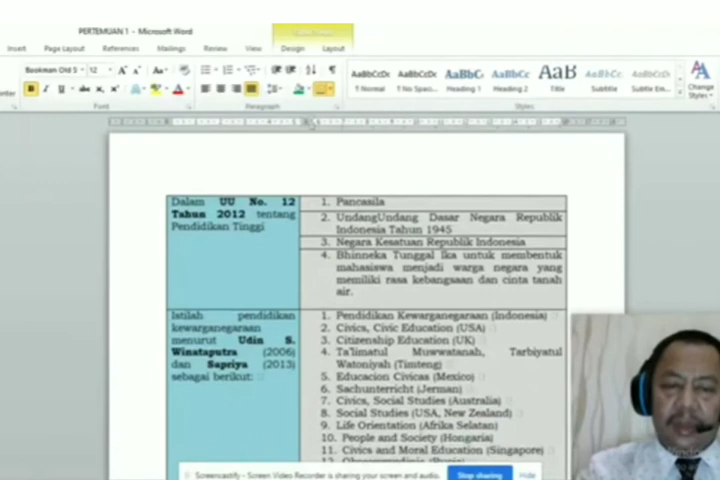 PERTEMUAN 1 - Microsoft Word
Insert
Page Layout
References
Mailings
Review
View
Design
Layout
Bookman Old S
12
Font
Paragraph
AaBbCcDc
¶ Normal
AaBbCcDc
¶ No Spac...
AaBbC
Heading 1
AaBbCc
Heading 2
AaB
Title
AaBbCc
Subtitle
AaBbCcDc
Subtle Em...
Change
Styles
Styles
Dalam UU No. 12
Tahun 2012 tentang
Pendidikan Tinggi
1. Pancasila
2. UndangUndang Dasar Negara Republik
Indonesia Tahun 1945
3. Negara Kesatuan Republik Indonesia
4. Bhinneka Tunggal Ika untuk membentuk
mahasiswa menjadi warga negara yang
memiliki rasa kebangsaan dan cinta tanah
air.
Istilah pendidikan
kewarganegaraan
menurut Udin S.
Winataputra (2006)
dan Sapriya (2013)
sebagai berikut:
1. Pendidikan Kewarganegaraan (Indonesia)
2. Civics, Civic Education (USA)
3. Citizenship Education (UK)
4. Ta'limatul Muwwatanah, Tarbiyatul
Watoniyah (Timteng)
5. Educacion Civicas (Mexico)
6. Sachunterricht (Jerman)
7. Civics, Social Studies (Australia)
8. Social Studies (USA, New Zealand)
9. Life Orientation (Afrika Selatan)
10. People and Society (Hongaria)
11. Civics and Moral Education (Singapore)
Screencastify - Screen Video Recorder is sharing your screen and audio.
Stop sharing
Hide